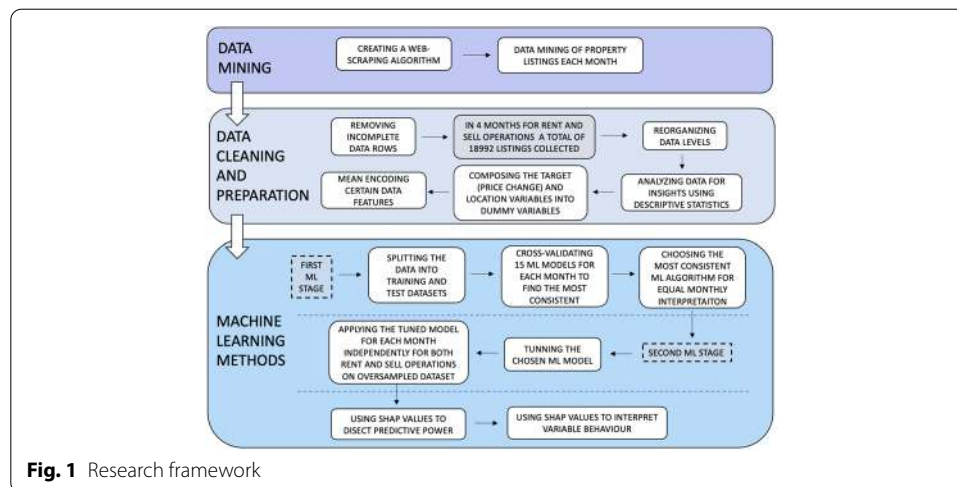 DATA
MINING
CREATING A WEB-
SCRAPING ALGORITHM
DATA MINING OF PROPERTY
LISTINGS EACH MONTH
DATA
CLEANING
AND
PREPARATION
REMOVING
INCOMPLETE
DATA ROWS
IN 4 MONTHS FOR RENT AND
SELL OPERATIONS A TOTAL OF
18992 LISTINGS COLLECTED
REORGANIZING
DATA LEVELS
MEAN ENCODING
CERTAIN DATA
FEATURES
COMPOSING THE TARGET
(PRICE CHANGE) AND
LOCATION VARIABLES INTO
DUMMY VARIABLES
ANALYZING DATA FOR
INSIGHTS USING
DESCRIPTIVE STATISTICS
MACHINE
LEARNING
METHODS
FIRST
ML
STAGE
SPLITTING THE
DATA INTO
TRAINING AND
TEST DATASETS
CROSS-VALIDATING
15 ML MODELS FOR
EACH MONTH TO
FIND THE MOST
CONSISTENT
CHOOSING THE
MOST CONSISTENT
ML ALGORITHM FOR
EQUAL MONTHLY
INTERPRETAITON
APPLYING THE TUNED MODEL
FOR EACH MONTH
INDEPENDENTLY FOR BOTH
RENT AND SELL OPERATIONS
ON OVERSAMPLED DATASET
TUNNING THE
CHOSEN ML MODEL
SECOND ML STAGE
USING SHAP VALUES TO
DISECT PREDICTIVE POWER
USING SHAP VALUES TO INTERPRET
VARIABLE BEHAVIOUR
Fig. 1 Research framework